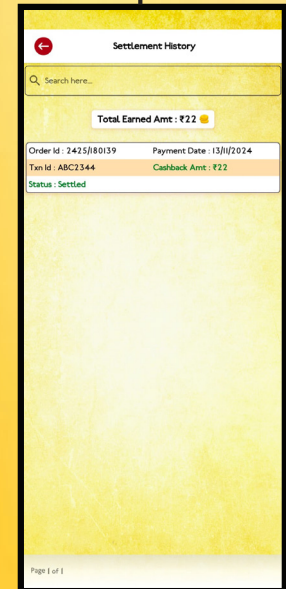 Settlement History
Search here...
Total Earned Amt : ₹22
Order Id : 2425/180139 Payment Date : 13/11/2024
Txn Id : ABC2344 Cashback Amt : ₹22
Status : Settled
Page 1 of 1